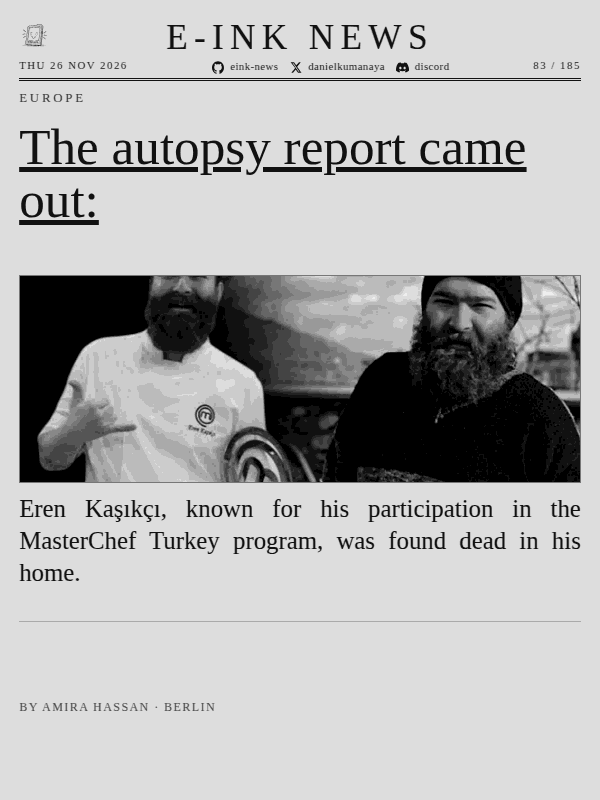 E-INK NEWS
THU 26 NOV 2026
eink-news
danielkumanaya
discord
83 / 185
EUROPE
The autopsy report came
out:
Eren Kaşıkçı, known for his participation in the
MasterChef Turkey program, was found dead in his
home.
BY AMIRA HASSAN · BERLIN